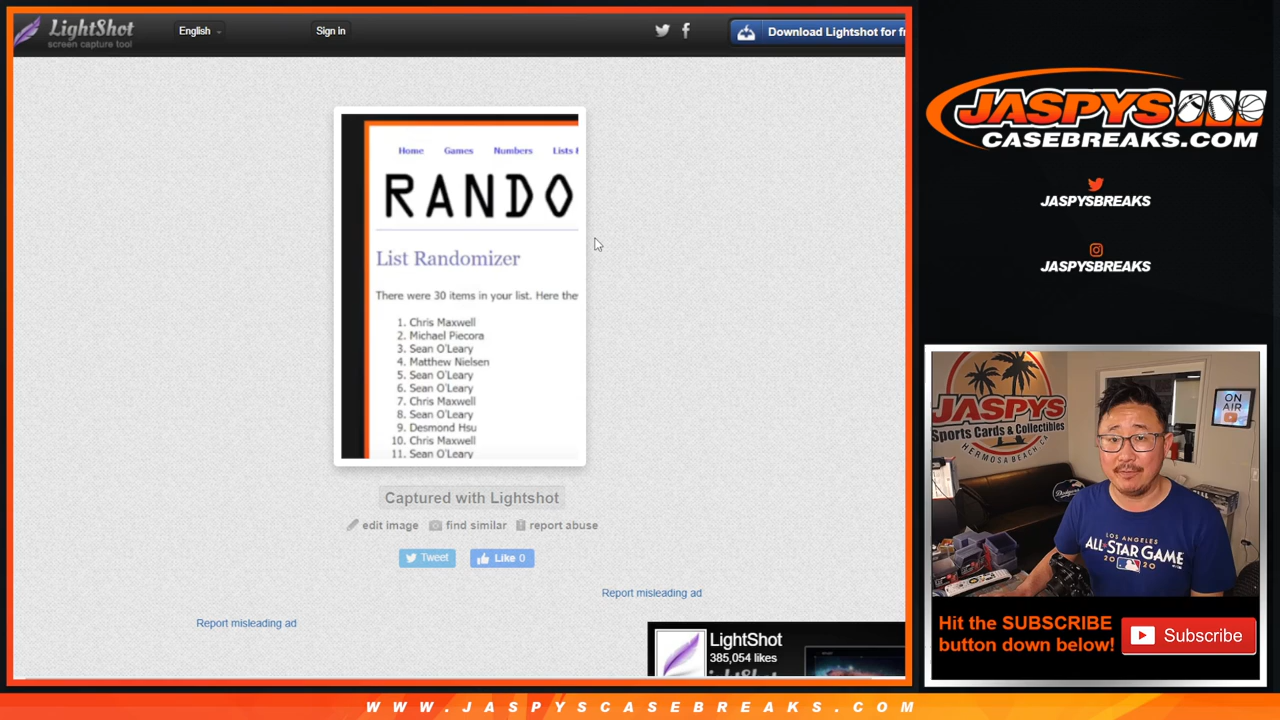 LightShot
screen capture tool
English
Sign in
Download Lightshot for fr
Home Games Numbers Lists &
RANDO
List Randomizer
There were 30 items in your list. Here the
1. Chris Maxwell
2. Michael Piecora
3. Sean O'Leary
4. Matthew Nielsen
5. Sean O'Leary
6. Sean O'Leary
7. Chris Maxwell
8. Sean O'Leary
9. Desmond Hsu
10. Chris Maxwell
11. Sean O'Leary
Captured with Lightshot
edit image find similar report abuse
Tweet Like 0
Report misleading ad
Report misleading ad
LightShot
385,054 likes
JASPYS
CASEBREAKS.COM
JASPYSBREAKS
JASPYSBREAKS
JASPYS
Sports Cards & Collectibles
HERMOSA BEACH CA
ON
AIR
Dodgers
LOS ANGELES
ALL-STAR GAME
2020
Hit the SUBSCRIBE
button down below!
Subscribe
WWW.JASPYSCASEBREAKS.COM